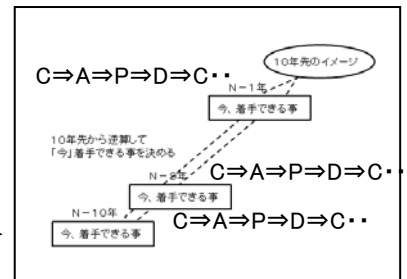 10年先のイメージ
C⇒A⇒P⇒D⇒C・・
N－1年
今、着手できる事
10年先から逆算して
「今」着手できる事を決める
C⇒A⇒P⇒D⇒C・・
今、着手できる事
N－10年
C⇒A⇒P⇒D⇒C・・
今、着手できる事